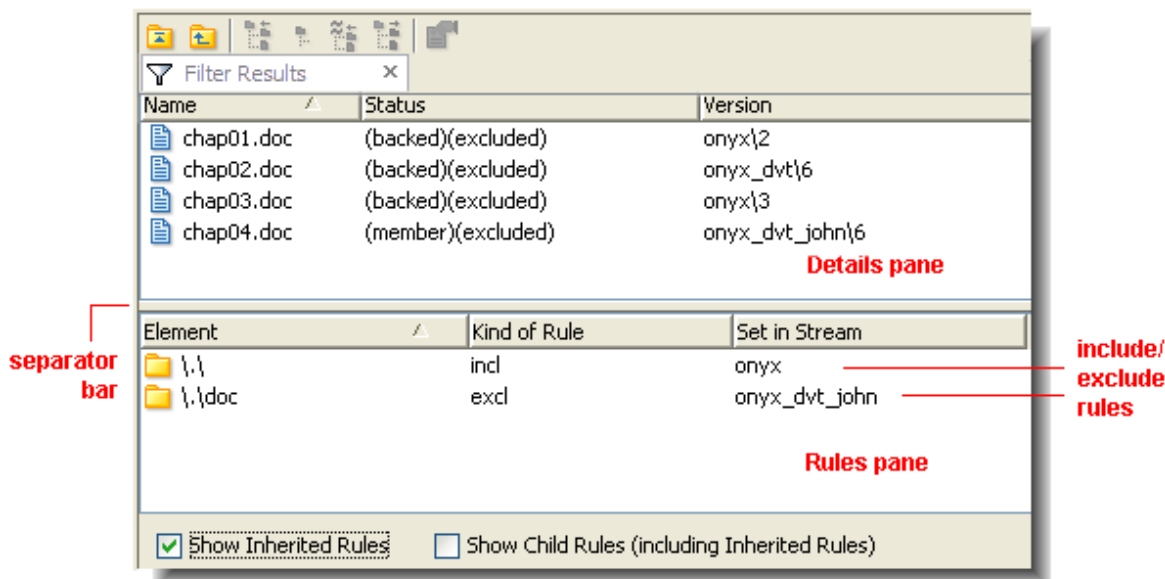 Filter Results
Name Status Version
chap01.doc (backed)(excluded) onyx\2
chap02.doc (backed)(excluded) onyx_dvt\6
chap03.doc (backed)(excluded) onyx\3
chap04.doc (member)(excluded) onyx_dvt_john\6
Details pane
separator
bar
Element Kind of Rule Set in Stream
\.\ incl onyx
\.\doc excl onyx_dvt_john
include/
exclude
rules
Rules pane
Show Inherited Rules Show Child Rules (including Inherited Rules)